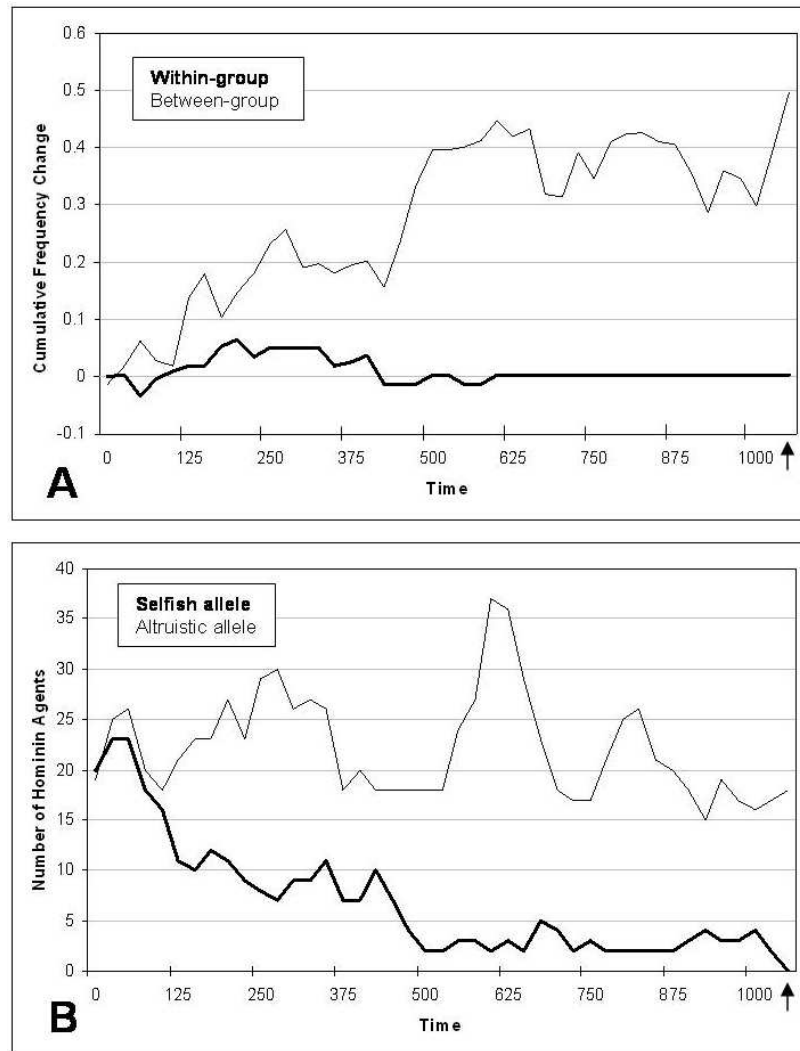 0.6
Within-group
Between-group
0.5
0.4
0.3
0.2
0.1
0
-0.1
Cumulative Frequency Change
0 125 250 375 500 625 750 875 1000
Time
A
40
Selfish allele
Altruistic allele
35
30
25
20
15
10
5
0
Number of Hominin Agents
0 125 250 375 500 625 750 875 1000
Time
B